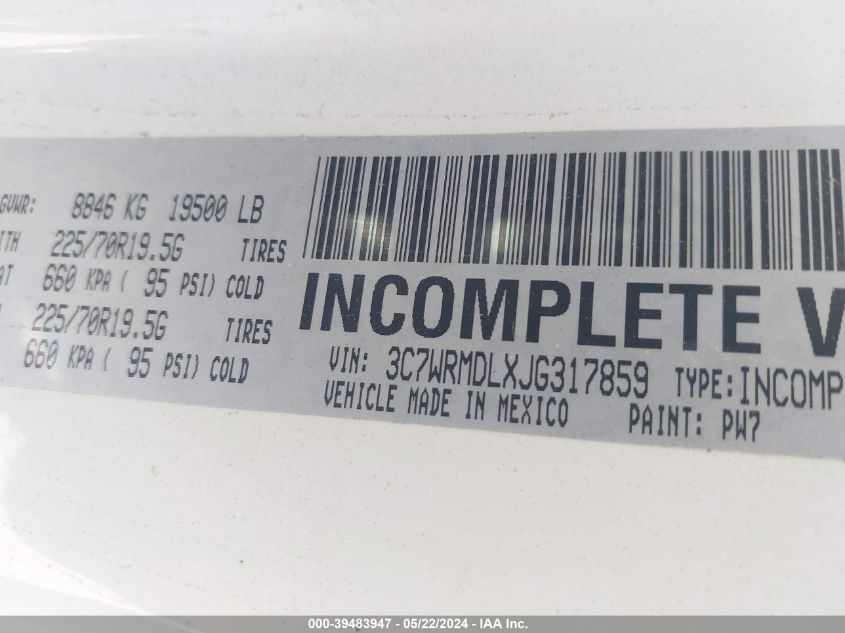 GVWR: 8846 KG 19500 LB
225/70R19.5G TIRES
660 KPA ( 95 PSI) COLD
225/70R19.5G TIRES
660 KPA ( 95 PSI) COLD
INCOMPLETE V
VIN: 3C7WRMDLXJG317859 TYPE:INCOMP
VEHICLE MADE IN MEXICO PAINT: PW7
000-39483947 - 05/22/2024 - IAA Inc.